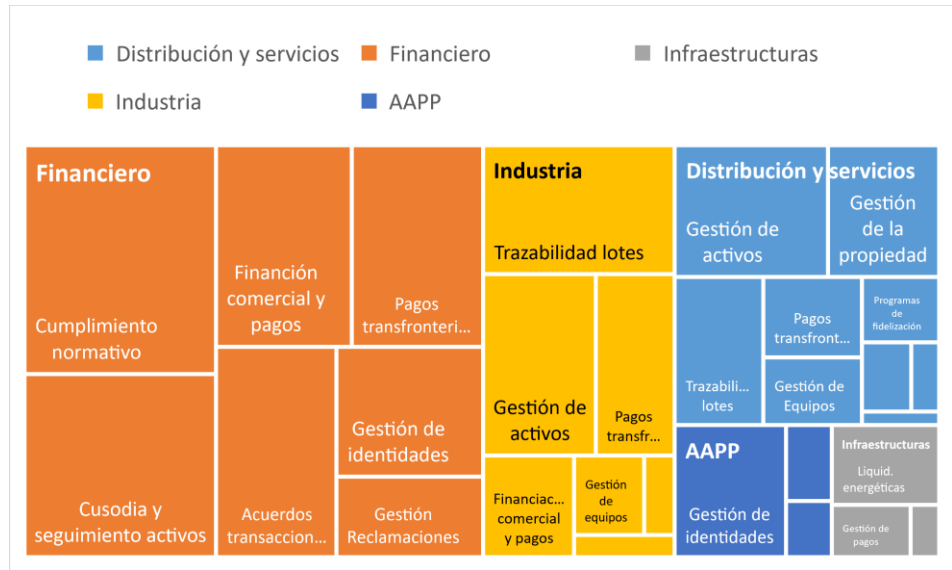 Distribución y servicios
Financiero
Infraestructuras
Industria
AAPP
Financiero
Cumplimiento
normativo
Cusodia y
seguimiento activos
Financión
comercial y
pagos
Pagos
transfronteri...
Acuerdos
transaccion...
Gestión de
identidades
Gestión
Reclamaciones
Industria
Trazabilidad lotes
Gestión de
activos
Pagos
transfr...
Financiac...
comercial
y pagos
Gestión
de
equipos
Distribución y servicios
Gestión de
activos
Gestión
de la
propiedad
Trazabili...
lotes
Pagos
transfront...
Gestión de
Equipos
Programas
de
fidelización
AAPP
Gestión de
identidades
Infraestructuras
Liquid.
energéticas
Gestión de
pagos